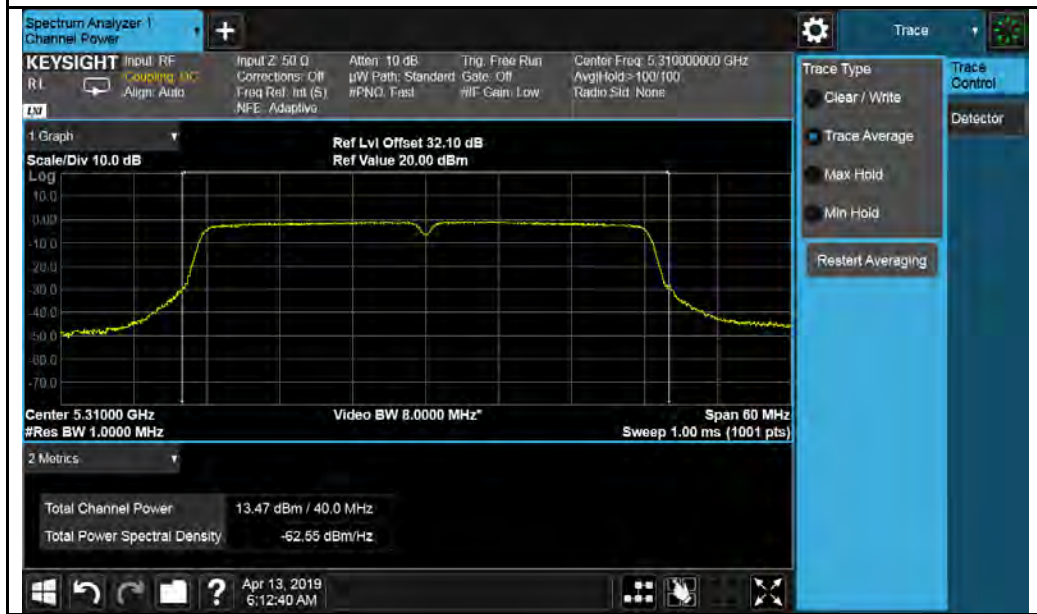 Spectrum Analyzer 1
Channel Power
+
Trace
KEYSIGHT Input: RF
R L
Coupling: DC
Align: Auto
LXI
Input Z: 50 Ω
Corrections: Off
Freq Ref: Int (S)
NFE: Adaptive
Atten: 10 dB
µW Path: Standard
#PNO: Fast
Trig: Free Run
Gate: Off
#IF Gain: Low
Center Freq: 5.310000000 GHz
Avg|Hold:>100/100
Radio Std: None
1 Graph
Scale/Div 10.0 dB
Ref Lvl Offset 32.10 dB
Ref Value 20.00 dBm
Log
10.0
0.00
-10.0
-20.0
-30.0
-40.0
-50.0
-60.0
-70.0
Center 5.31000 GHz
#Res BW 1.0000 MHz
Video BW 8.0000 MHz*
Span 60 MHz
Sweep 1.00 ms (1001 pts)
2 Metrics
Total Channel Power 13.47 dBm / 40.0 MHz
Total Power Spectral Density -62.55 dBm/Hz
Trace Type
Clear / Write
Trace Average
Max Hold
Min Hold
Restart Averaging
Trace
Control
Detector
?
Apr 13, 2019
6:12:40 AM